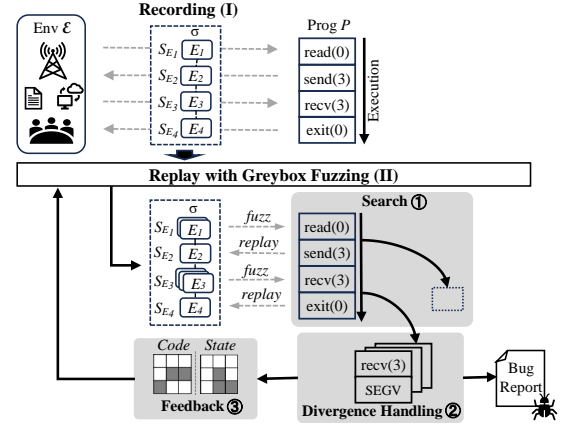 Recording (I)
Env ℰ
σ
Prog P
S_E1 E1
S_E2 E2
S_E3 E3
S_E4 E4
read(0)
send(3)
recv(3)
exit(0)
Execution
Replay with Greybox Fuzzing (II)
σ
S_E1 E1
S_E2 E2
S_E3 E3
S_E4 E4
fuzz
replay
fuzz
replay
Search ①
read(0)
send(3)
recv(3)
exit(0)
Code State
Feedback ③
recv(3)
SEGV
Divergence Handling ②
Bug
Report